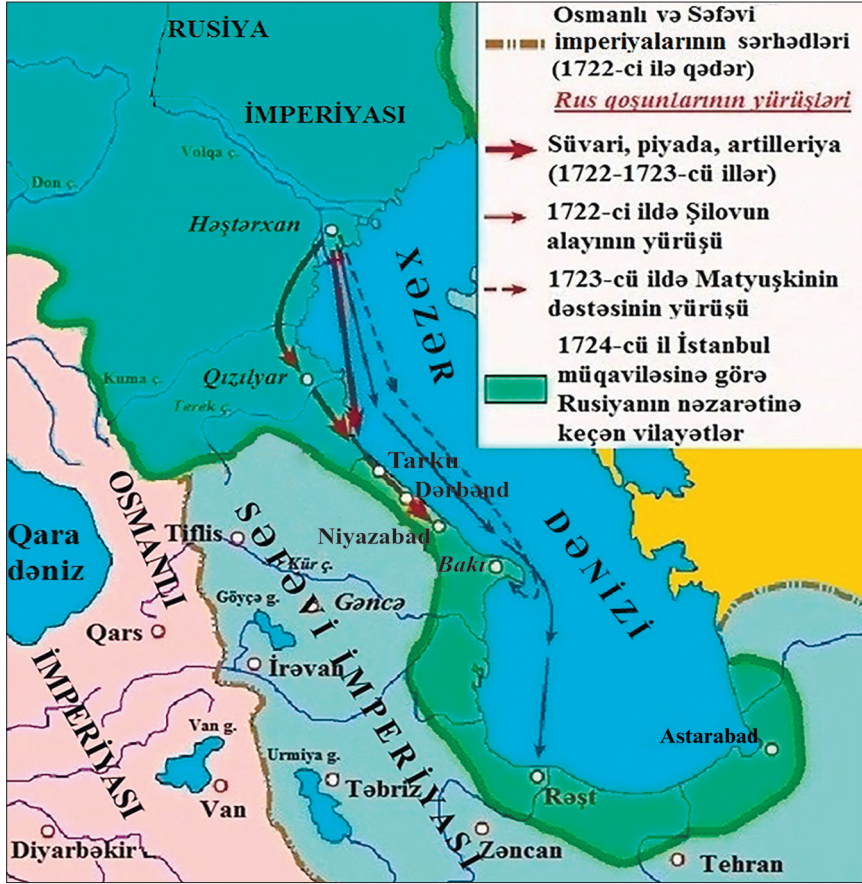 RUSİYA
İMPERİYASI
Volqa ç.
Don ç.
Həştərxan
Kuma ç.
Qızılyar
Terek ç.
Tarku
Dərbənd
Niyazabad
Bakı
XƏZƏR
DƏNİZİ
Qara
dəniz
OSMANLI
İMPERİYASI
SƏFƏVİ İMPERİYASI
Tiflis
Kür ç.
Göyçə g.
Gəncə
Qars
İrəvan
Van g.
Van
Urmiya g.
Təbriz
Diyarbəkir
Zəncan
Rəşt
Astarabad
Tehran
Osmanlı və Səfəvi
imperiyalarının sərhədləri
(1722-ci ilə qədər)
Rus qoşunlarının yürüşləri
Süvari, piyada, artilleriya
(1722-1723-cü illər)
1722-ci ildə Şilovun
alayının yürüşü
1723-cü ildə Matyuşkinin
dəstəsinin yürüşü
1724-cü il İstanbul
müqaviləsinə görə
Rusiyanın nəzarətinə
keçən vilayətlər